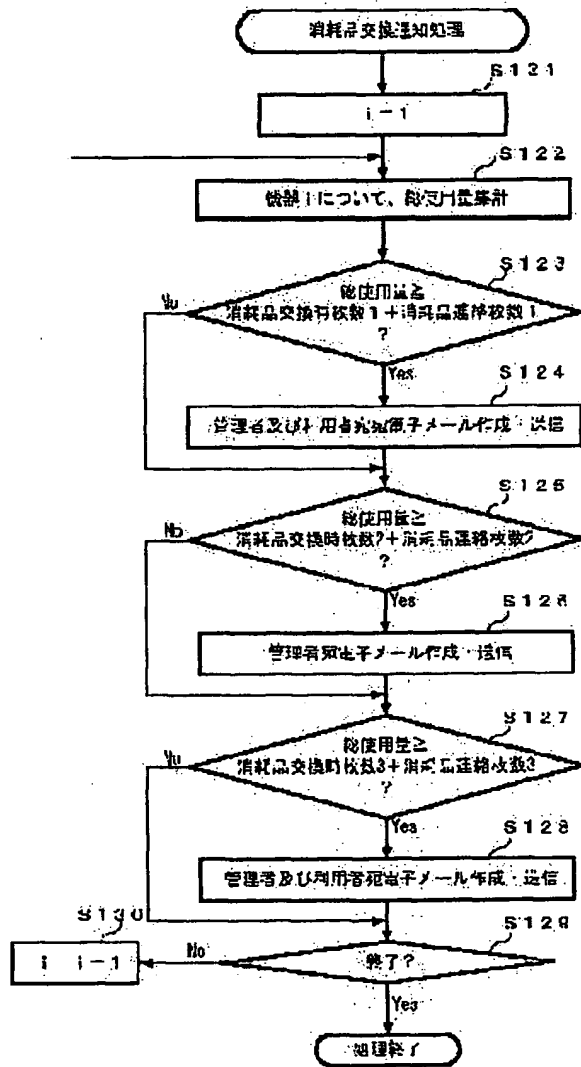 消耗品交換通知処理
S121
i－1
S122
機器iについて、総使用量集計
S123
総使用量≧
消耗品交換時枚数1＋消耗品連絡枚数1
?
No
Yes
S124
管理者及び利用者宛電子メール作成・送信
S125
総使用量≧
消耗品交換時枚数2＋消耗品連絡枚数2
?
No
Yes
S126
管理者宛電子メール作成・送信
S127
総使用量≧
消耗品交換時枚数3＋消耗品連絡枚数3
?
No
Yes
S128
管理者及び利用者宛電子メール作成・送信
S129
S130
終了?
No
i i－1
Yes
処理終了